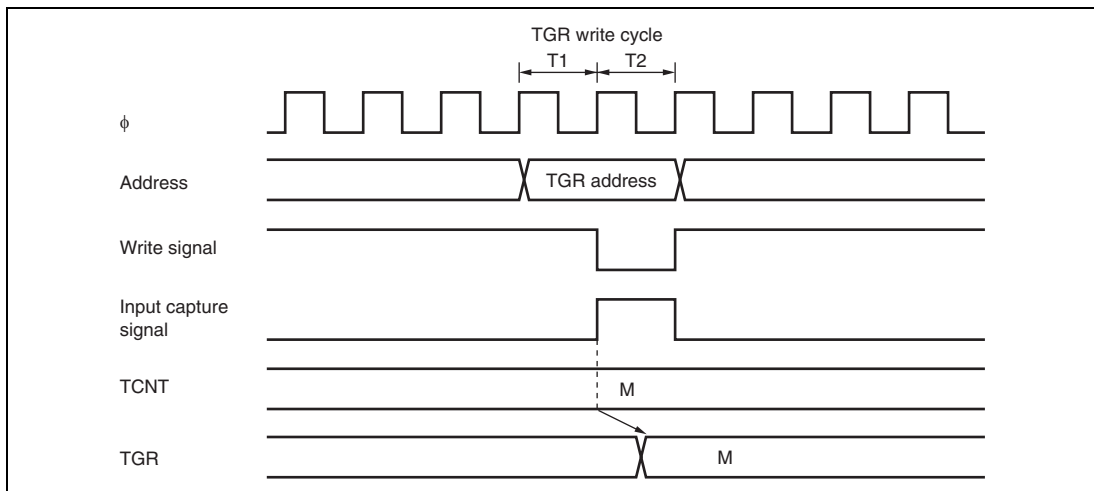 TGR write cycle
T1 T2
ϕ
Address TGR address
Write signal
Input capture
signal
TCNT M
TGR M